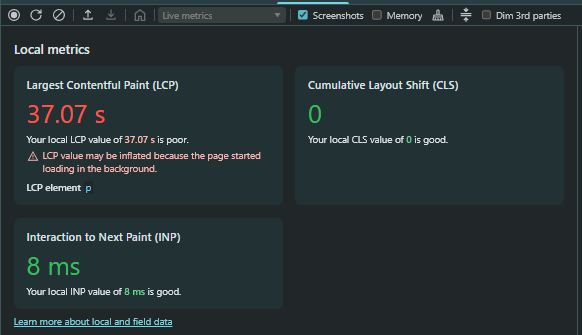 Live metrics
Screenshots
Memory
Dim 3rd parties
Local metrics
Largest Contentful Paint (LCP)
37.07 s
Your local LCP value of 37.07 s is poor.
LCP value may be inflated because the page started
loading in the background.
LCP element p
Cumulative Layout Shift (CLS)
0
Your local CLS value of 0 is good.
Interaction to Next Paint (INP)
8 ms
Your local INP value of 8 ms is good.
Learn more about local and field data